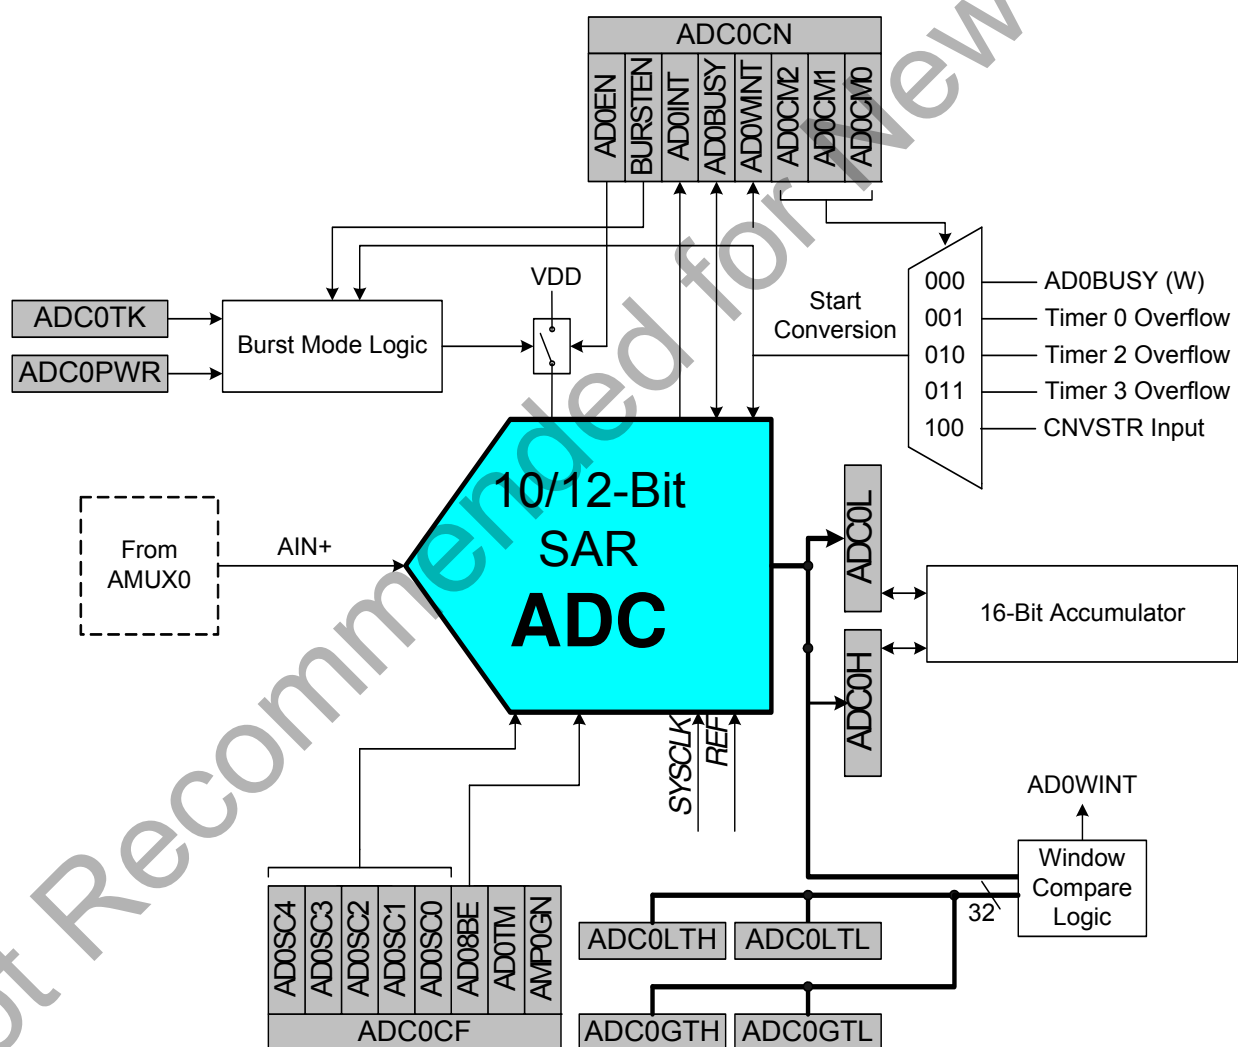 ADC0CN
AD0EN
BURSTEN
AD0INT
AD0BUSY
AD0WINT
AD0CM2
AD0CM1
AD0CM0
VDD
ADC0TK
ADC0PWR
Burst Mode Logic
Start
Conversion
000
001
010
011
100
AD0BUSY (W)
Timer 0 Overflow
Timer 2 Overflow
Timer 3 Overflow
CNVSTR Input
From
AMUX0
AIN+
10/12-Bit
SAR
ADC
ADC0L
ADC0H
16-Bit Accumulator
SYSCLK
REF
AD0WINT
Window
Compare
Logic
32
AD0SC4
AD0SC3
AD0SC2
AD0SC1
AD0SC0
AD08BE
AD0TM
AMP0GN
ADC0CF
ADC0LTH
ADC0LTL
ADC0GTH
ADC0GTL
ot Recommended for New